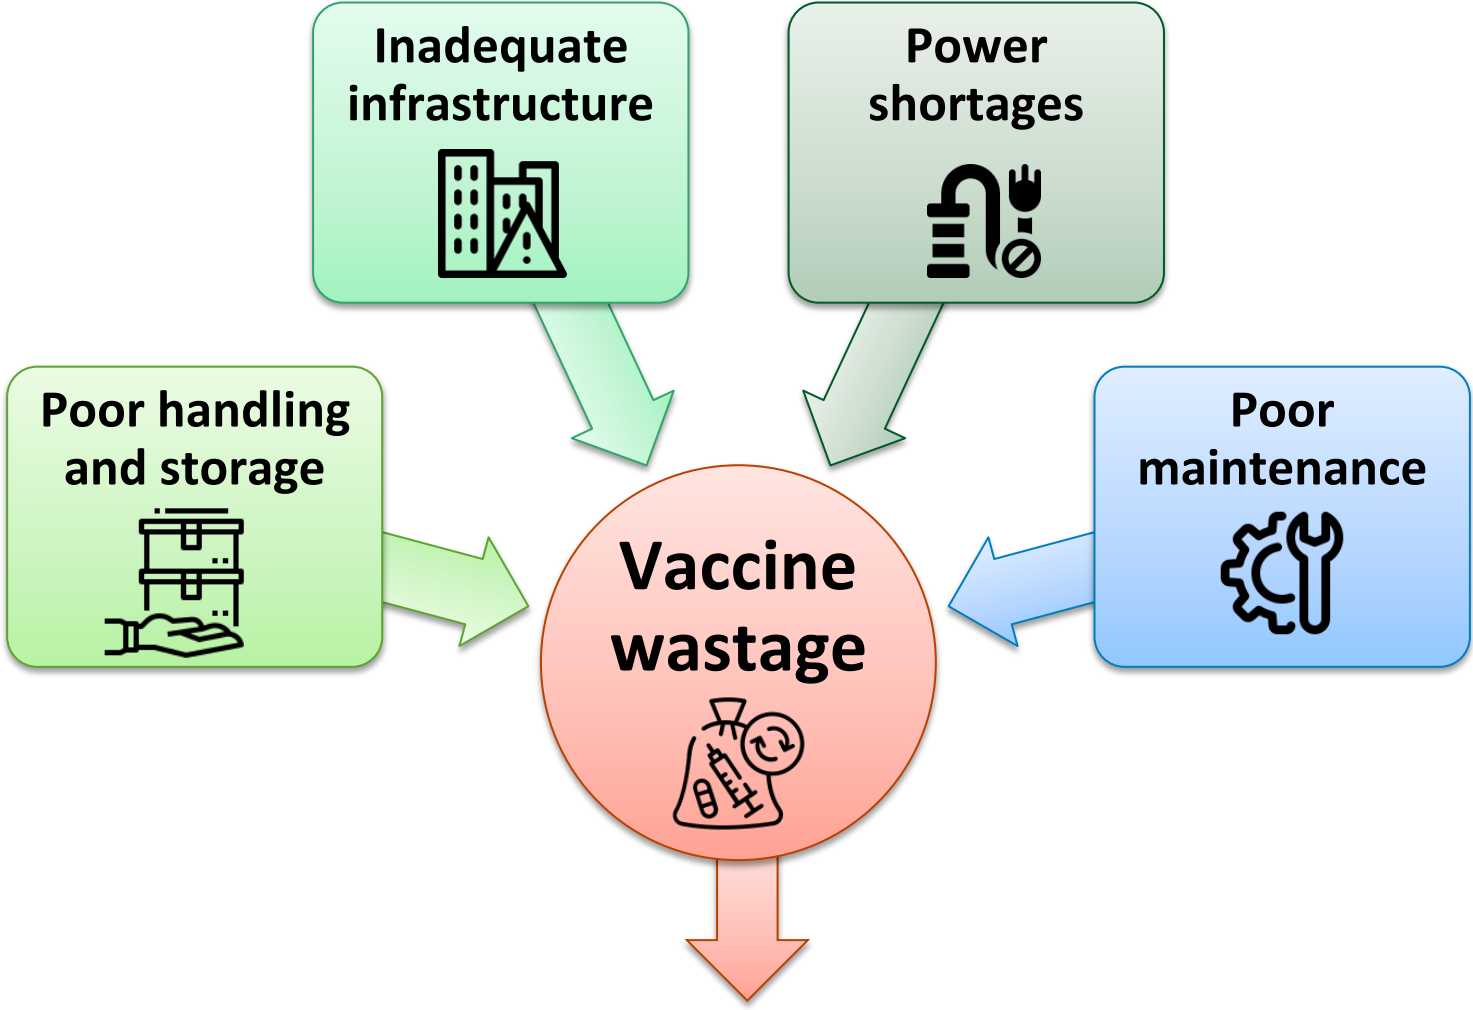 Inadequate
infrastructure
Power
shortages
Poor handling
and storage
Poor
maintenance
Vaccine
wastage